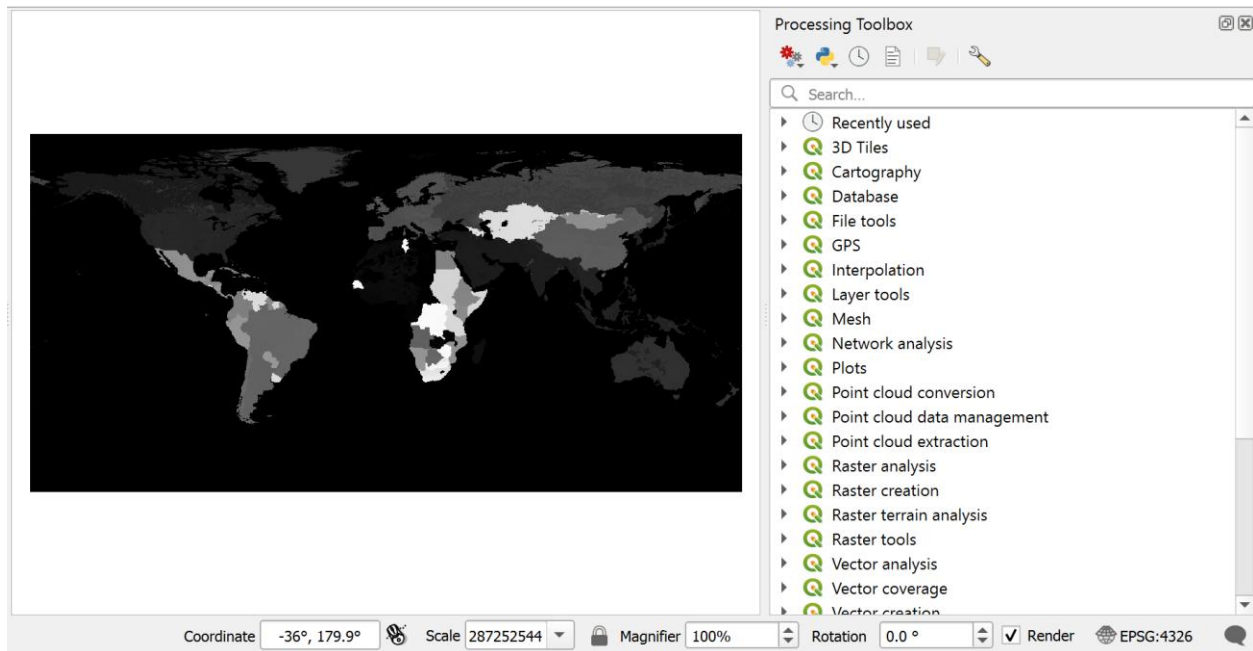 Processing Toolbox
Search...
Recently used
3D Tiles
Cartography
Database
File tools
GPS
Interpolation
Layer tools
Mesh
Network analysis
Plots
Point cloud conversion
Point cloud data management
Point cloud extraction
Raster analysis
Raster creation
Raster terrain analysis
Raster tools
Vector analysis
Vector coverage
Vector creation
Coordinate -36°, 179.9° Scale 287252544 Magnifier 100% Rotation 0.0 ° Render EPSG:4326